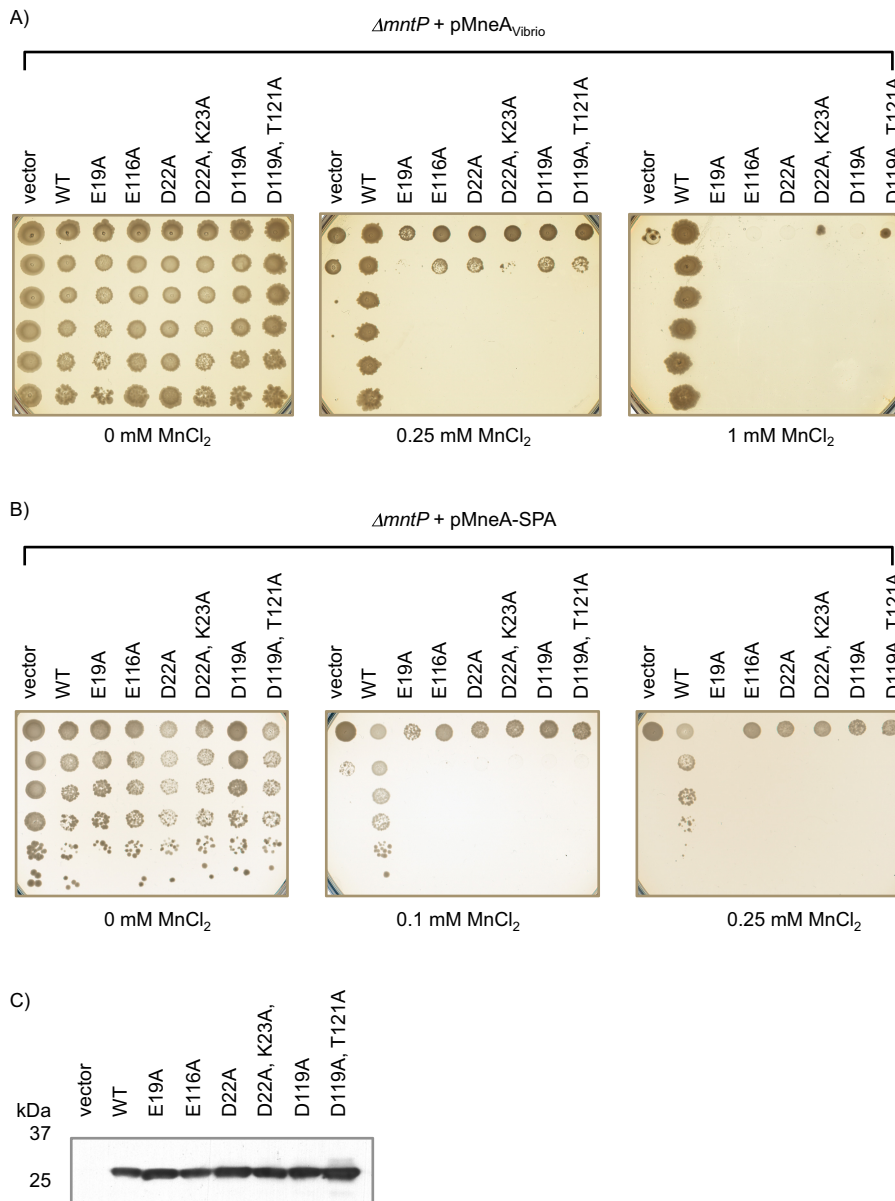 A)
ΔmntP + pMneAVibrio
vector
WT
E19A
E116A
D22A
D22A, K23A
D119A
D119A, T121A
vector
WT
E19A
E116A
D22A
D22A, K23A
D119A
D119A, T121A
vector
WT
E19A
E116A
D22A
D22A, K23A
D119A
D119A, T121A
0 mM MnCl2
0.25 mM MnCl2
1 mM MnCl2
B)
ΔmntP + pMneA-SPA
vector
WT
E19A
E116A
D22A
D22A, K23A
D119A
D119A, T121A
vector
WT
E19A
E116A
D22A
D22A, K23A
D119A
D119A, T121A
vector
WT
E19A
E116A
D22A
D22A, K23A
D119A
D119A, T121A
0 mM MnCl2
0.1 mM MnCl2
0.25 mM MnCl2
C)
vector
WT
E19A
E116A
D22A
D22A, K23A,
D119A
D119A, T121A
kDa
37
25